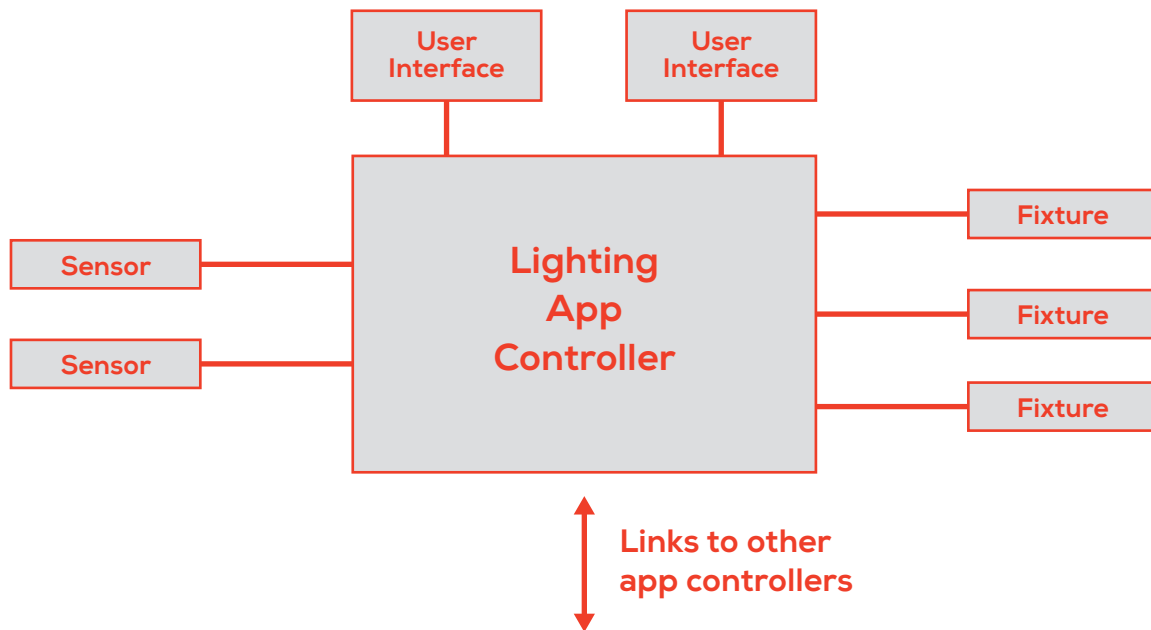 User
Interface
User
Interface
Sensor
Sensor
Lighting
App
Controller
Fixture
Fixture
Fixture
Links to other
app controllers